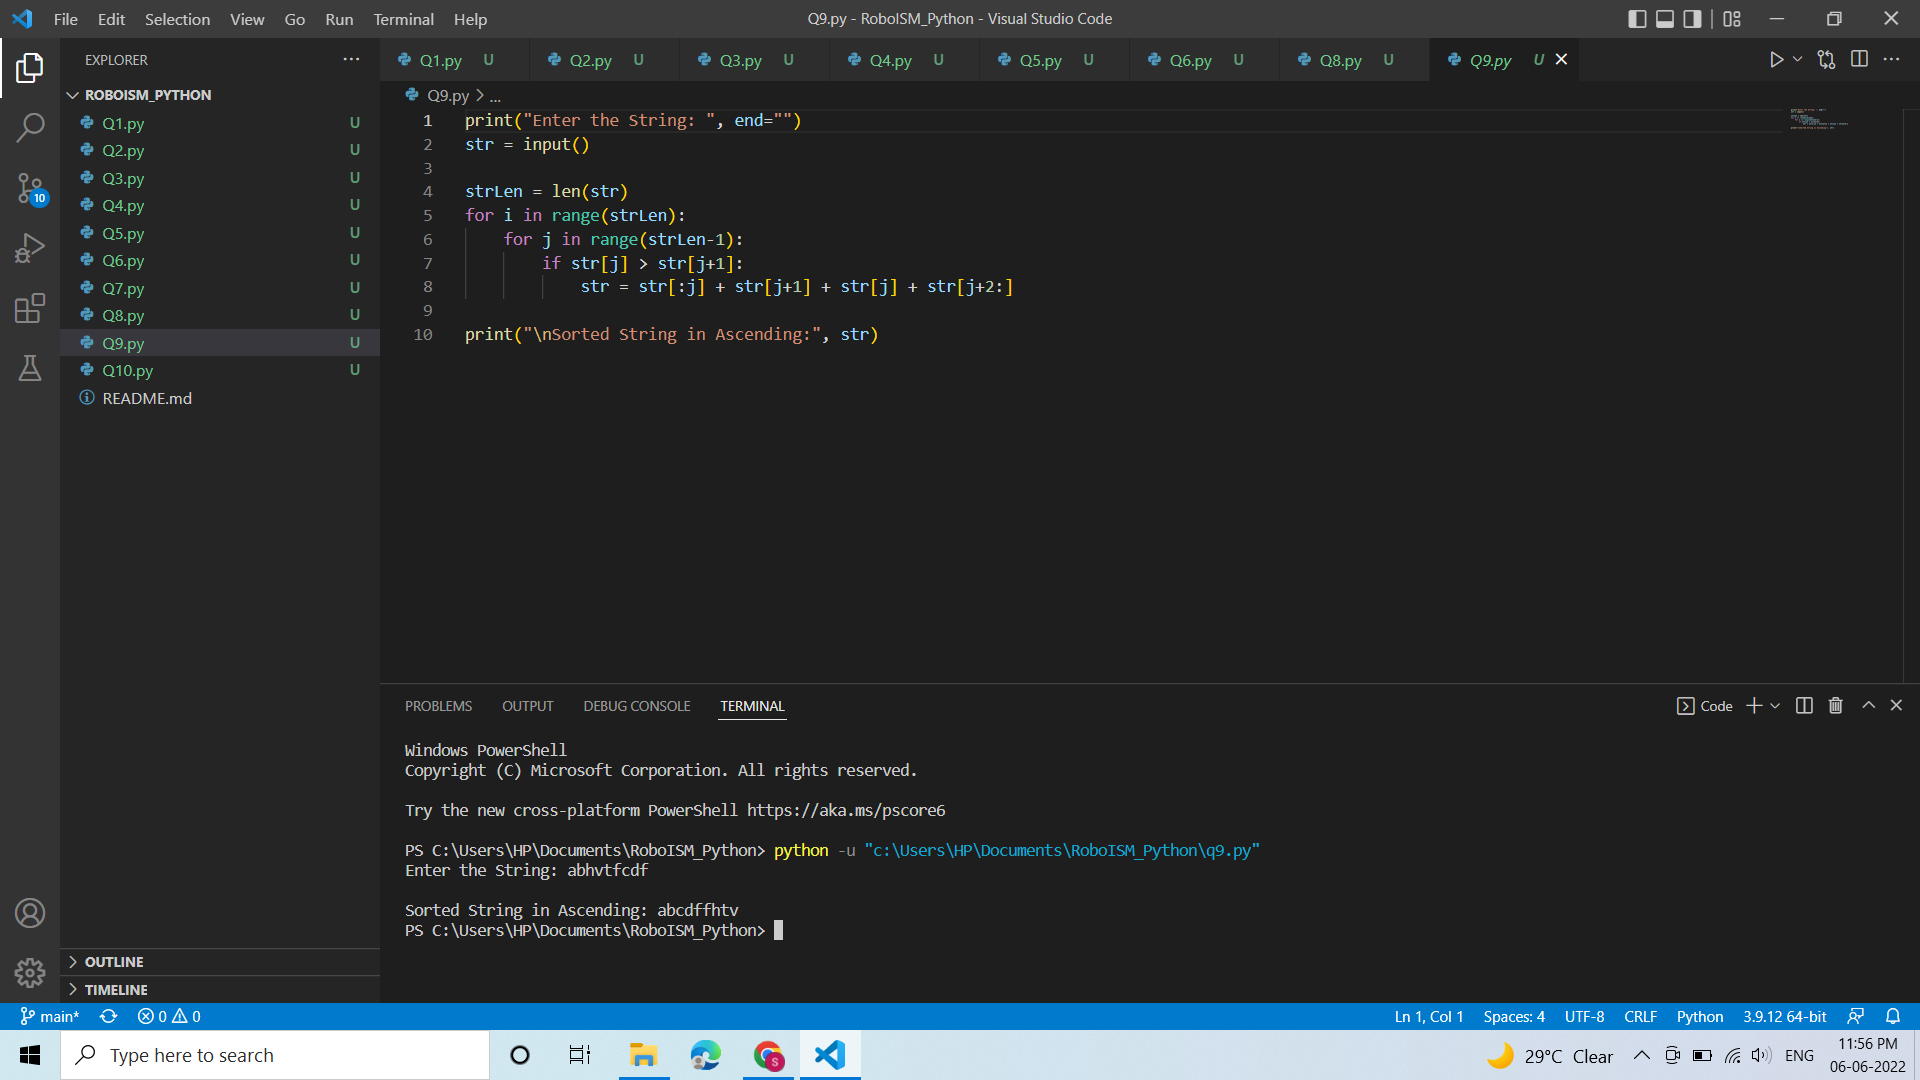 File Edit Selection View Go Run Terminal Help
Q9.py - RoboISM_Python - Visual Studio Code
EXPLORER
ROBOISM_PYTHON
Q1.py U
Q2.py U
Q3.py U
Q4.py U
Q5.py U
Q6.py U
Q7.py U
Q8.py U
Q9.py U
Q10.py U
README.md
10
OUTLINE
TIMELINE
Q1.py U Q2.py U Q3.py U Q4.py U Q5.py U Q6.py U Q8.py U Q9.py U
Q9.py > ...
1 print("Enter the String: ", end="")
2 str = input()
3
4 strLen = len(str)
5 for i in range(strLen):
6     for j in range(strLen-1):
7         if str[j] > str[j+1]:
8             str = str[:j] + str[j+1] + str[j] + str[j+2:]
9
10 print("\nSorted String in Ascending:", str)
PROBLEMS OUTPUT DEBUG CONSOLE TERMINAL
Code
Windows PowerShell
Copyright (C) Microsoft Corporation. All rights reserved.
Try the new cross-platform PowerShell https://aka.ms/pscore6
PS C:\Users\HP\Documents\RoboISM_Python> python -u "c:\Users\HP\Documents\RoboISM_Python\q9.py"
Enter the String: abhvtfcdf
Sorted String in Ascending: abcdffhtv
PS C:\Users\HP\Documents\RoboISM_Python>
main* 0 0
Ln 1, Col 1 Spaces: 4 UTF-8 CRLF Python 3.9.12 64-bit
Type here to search
S
29°C Clear
ENG
11:56 PM
06-06-2022